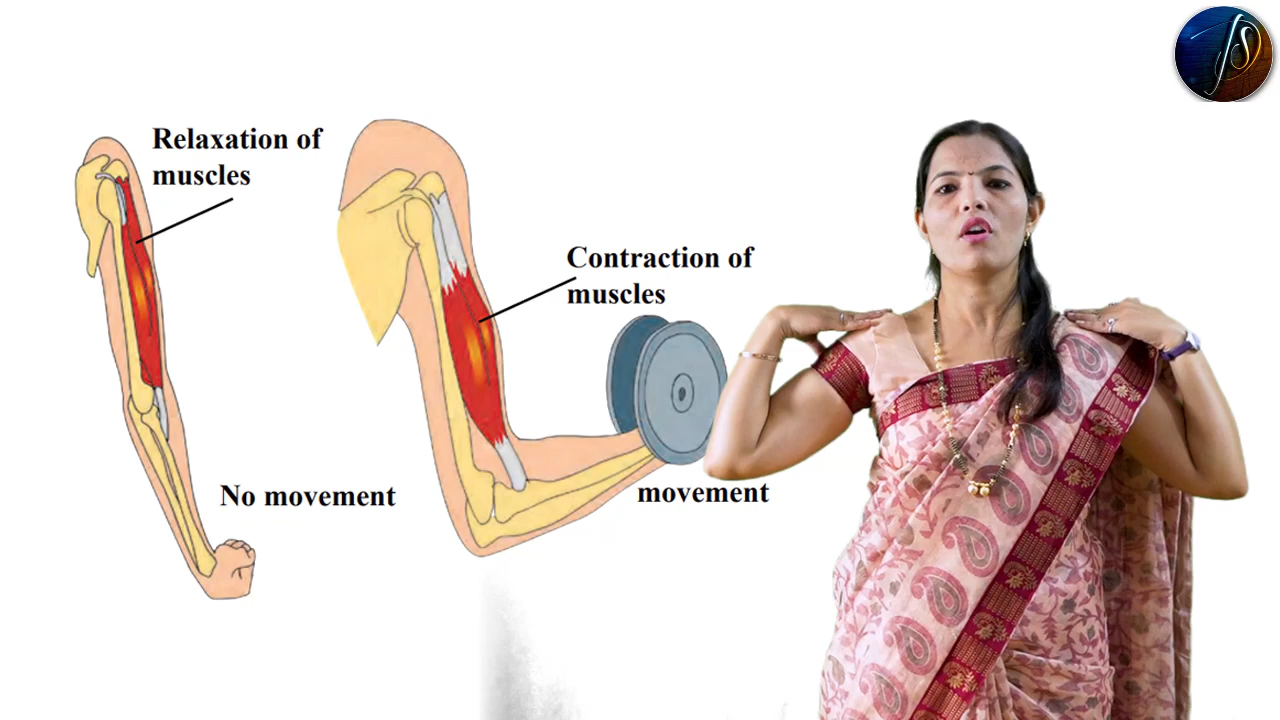 Relaxation of
muscles
Contraction of
muscles
No movement
movement